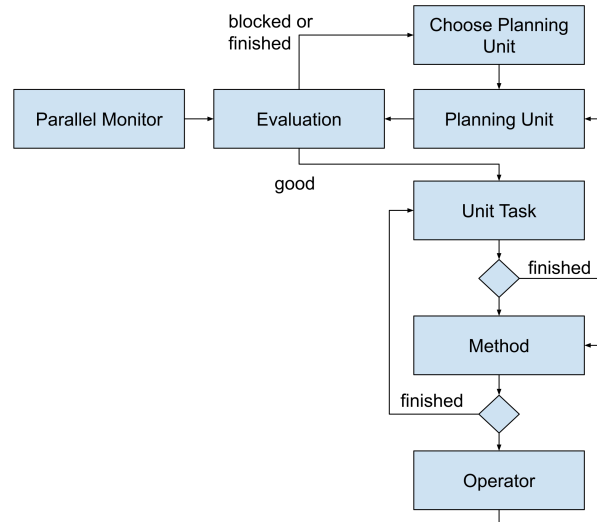 blocked or
finished
Choose Planning
Unit
Parallel Monitor
Evaluation
Planning Unit
good
Unit Task
finished
Method
finished
Operator